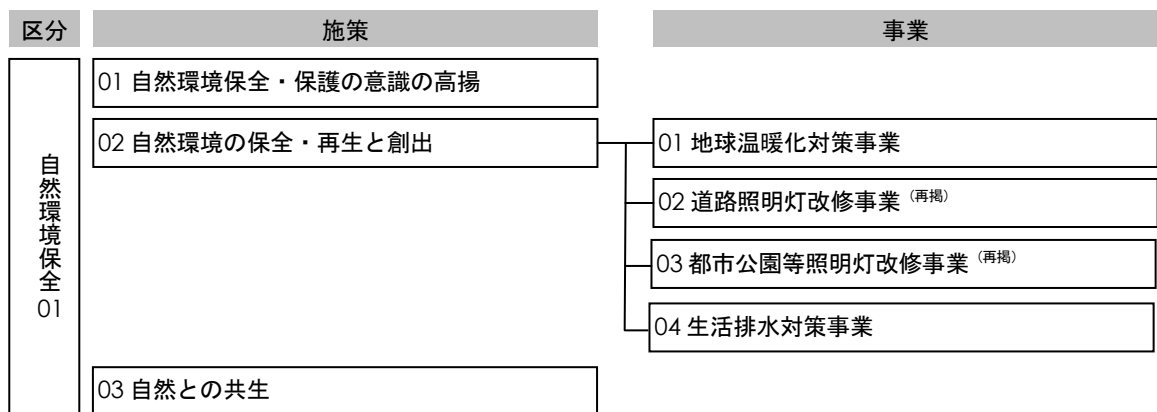 区分
施策
事業
自然環境保全01
01 自然環境保全・保護の意識の高揚
02 自然環境の保全・再生と創出
01 地球温暖化対策事業
02 道路照明灯改修事業（再掲）
03 都市公園等照明灯改修事業（再掲）
04 生活排水対策事業
03 自然との共生